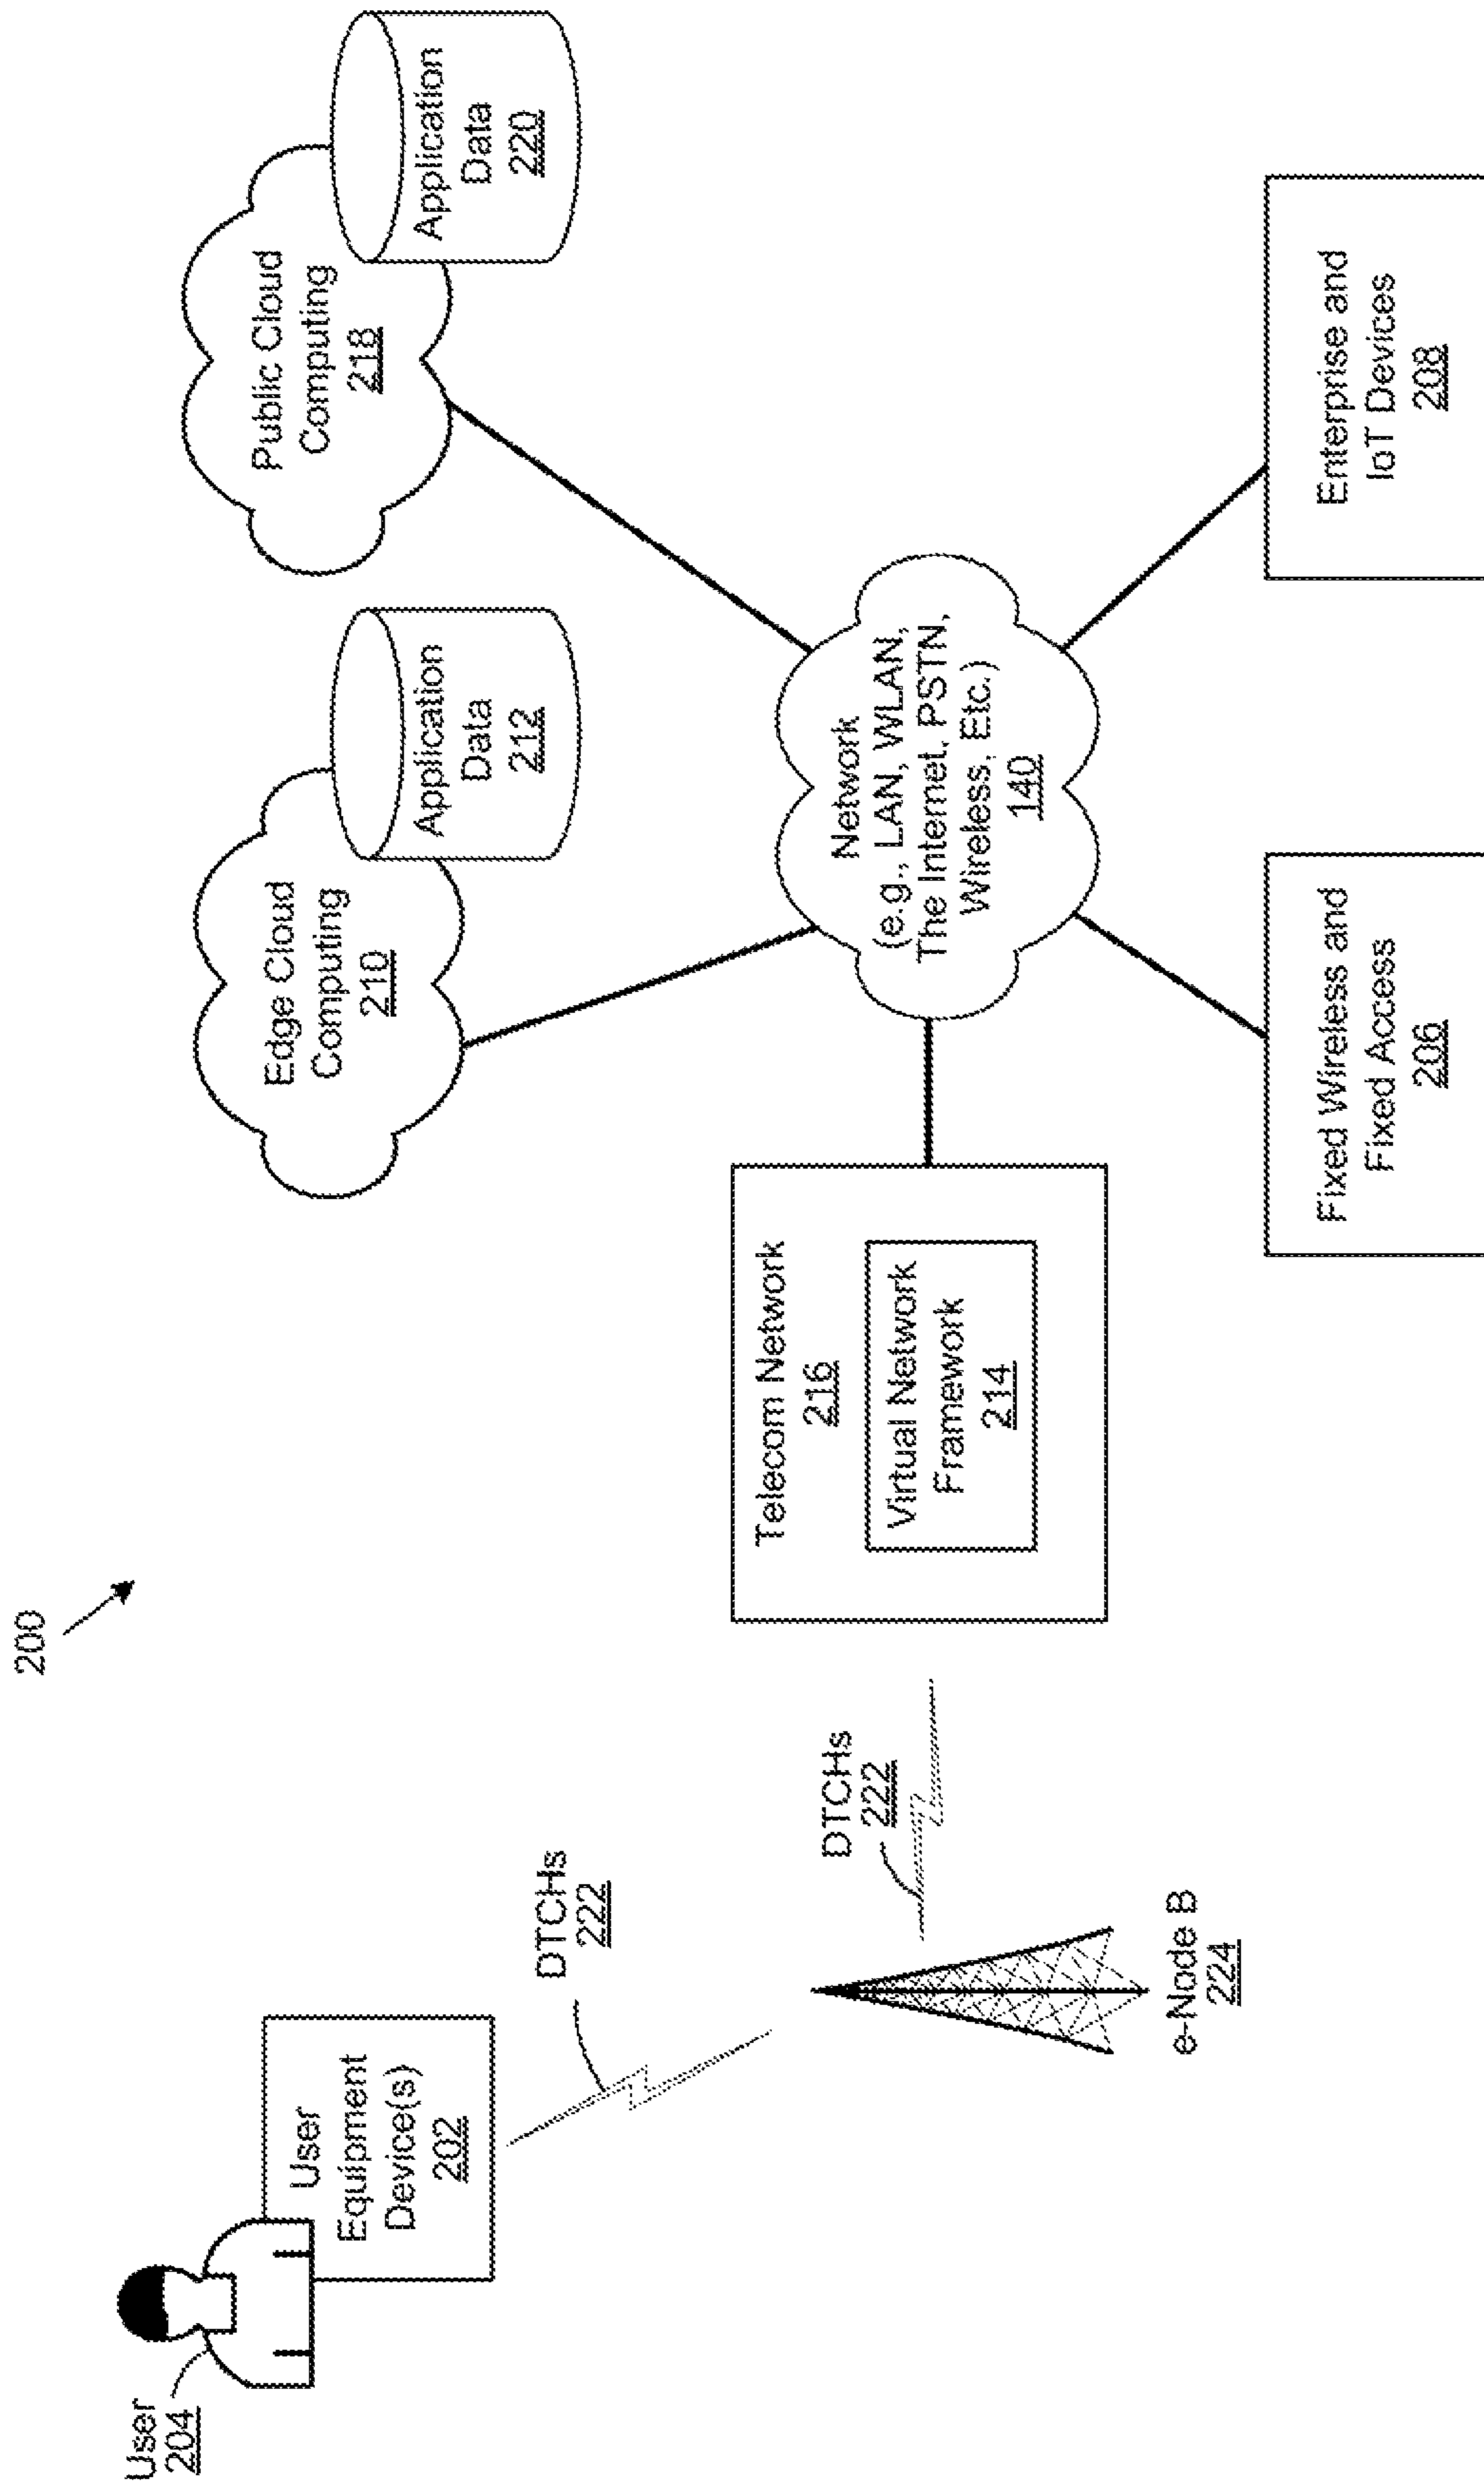 200
User
204
User
Equipment
Device(s)
202
DTCHs
222
e-Node B
224
DTCHs
222
Telecom Network
216
Virtual Network
Framework
214
Edge Cloud
Computing
210
Application
Data
212
Public Cloud
Computing
218
Application
Data
220
Network
(e.g., LAN, WLAN,
The Internet, PSTN,
Wireless, Etc.)
140
Fixed Wireless and
Fixed Access
206
Enterprise and
IoT Devices
208